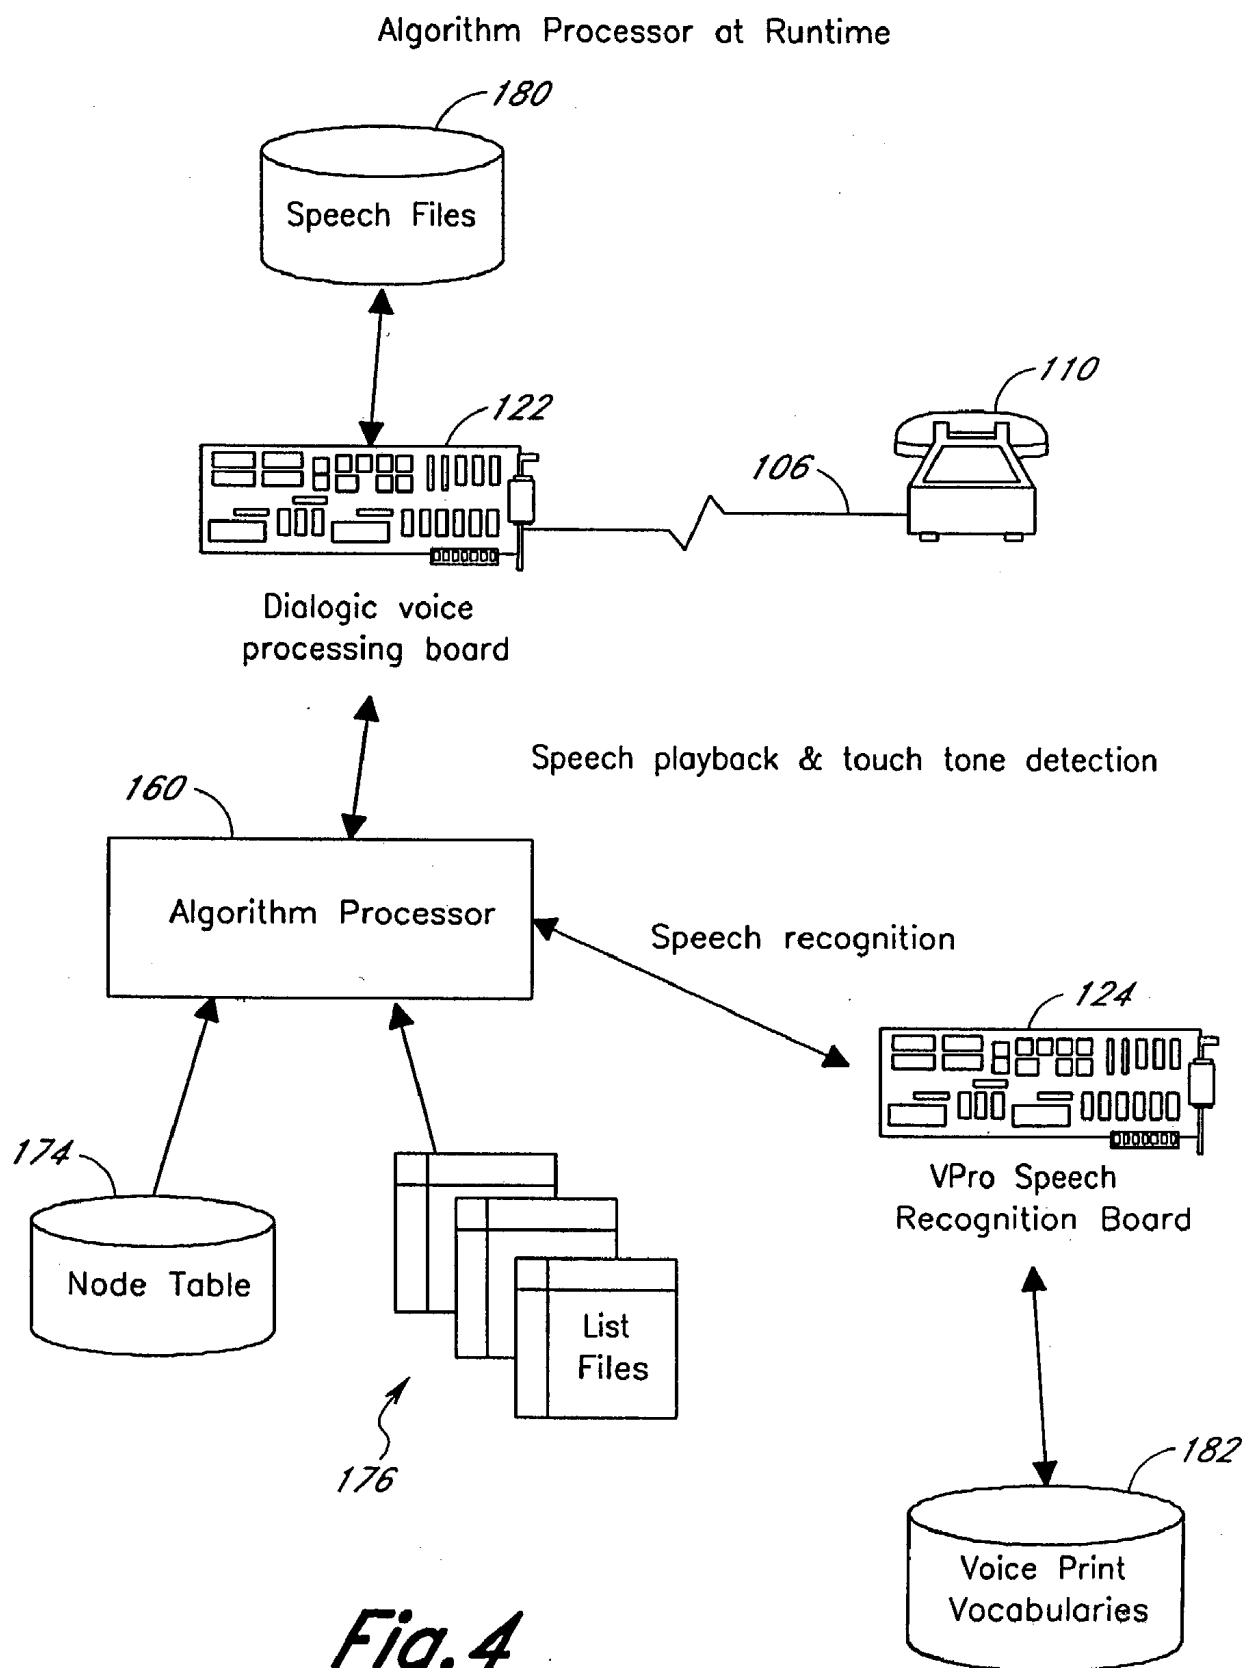 Algorithm Processor at Runtime
180
Speech Files
122
110
106
Dialogic voice
processing board
Speech playback & touch tone detection
160
Algorithm Processor
Speech recognition
124
VPro Speech
Recognition Board
174
Node Table
List
Files
176
182
Voice Print
Vocabularies
Fig. 4